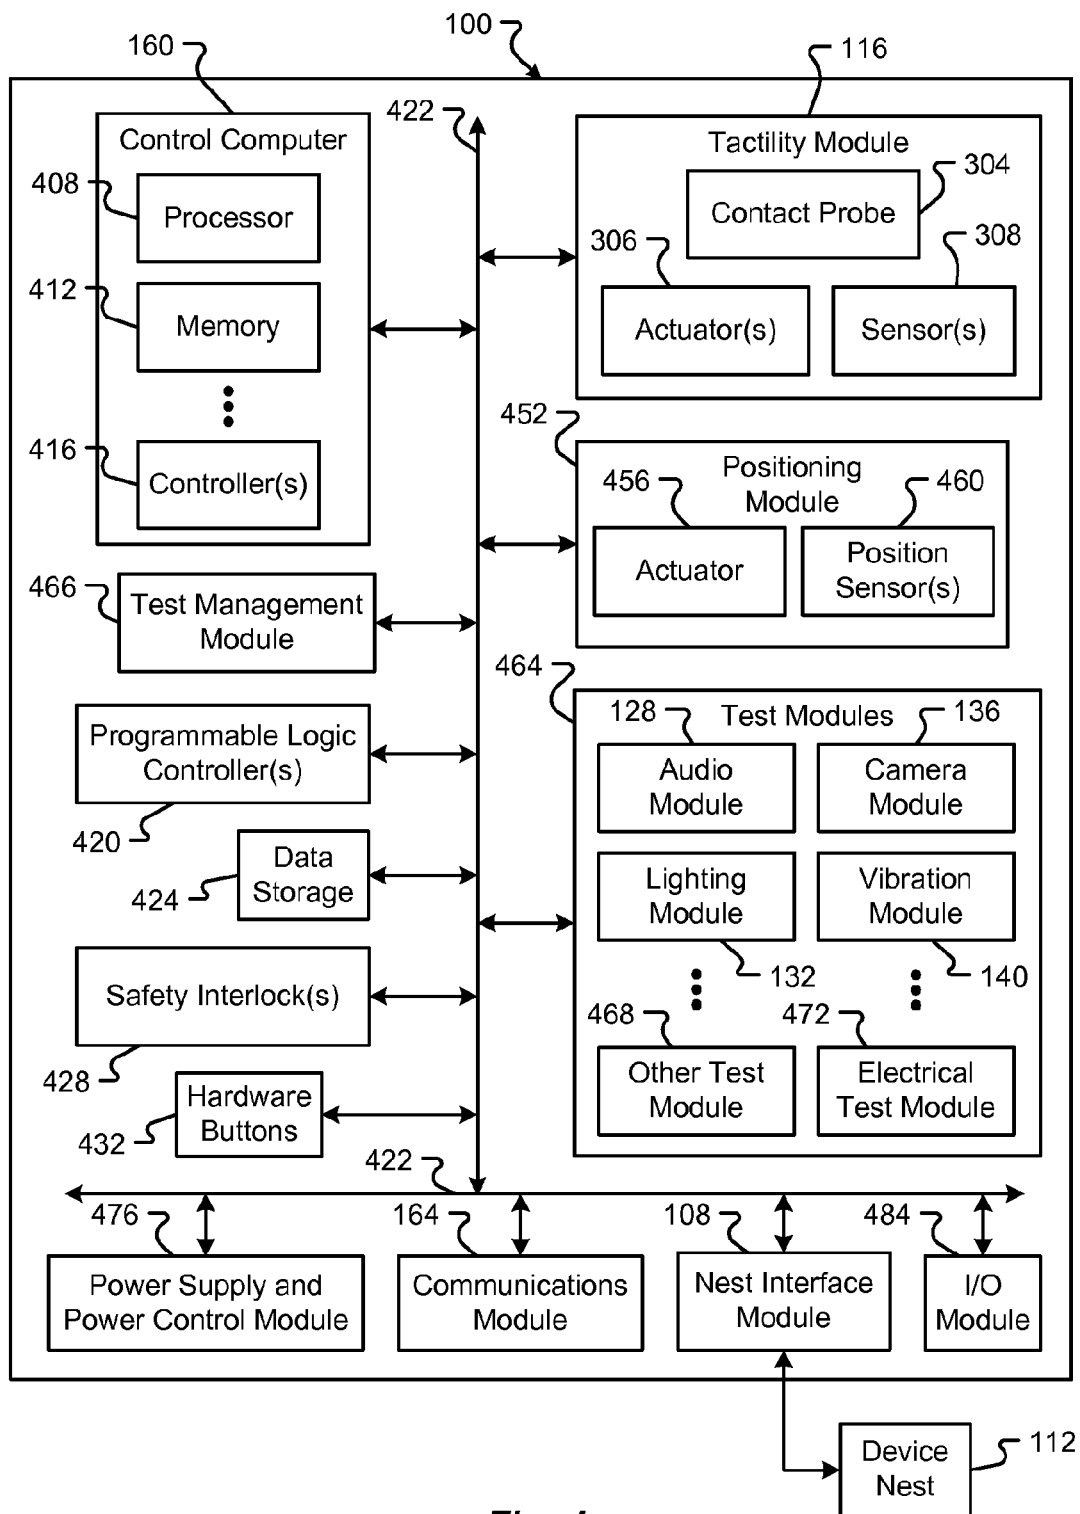 100
160
116
422
Control Computer
Tactility Module
408
Processor
304
Contact Probe
306
308
412
Memory
Actuator(s)
Sensor(s)
452
416
Controller(s)
Positioning
Module
456
460
Actuator
Position
Sensor(s)
466
Test Management
Module
464
Test Modules
128
136
Programmable Logic
Controller(s)
Audio
Module
Camera
Module
420
Data
Storage
424
Lighting
Module
Vibration
Module
132
140
Safety Interlock(s)
468
472
428
Other Test
Module
Electrical
Test Module
Hardware
Buttons
432
422
476
164
108
484
Power Supply and
Power Control Module
Communications
Module
Nest Interface
Module
I/O
Module
Device
Nest
112